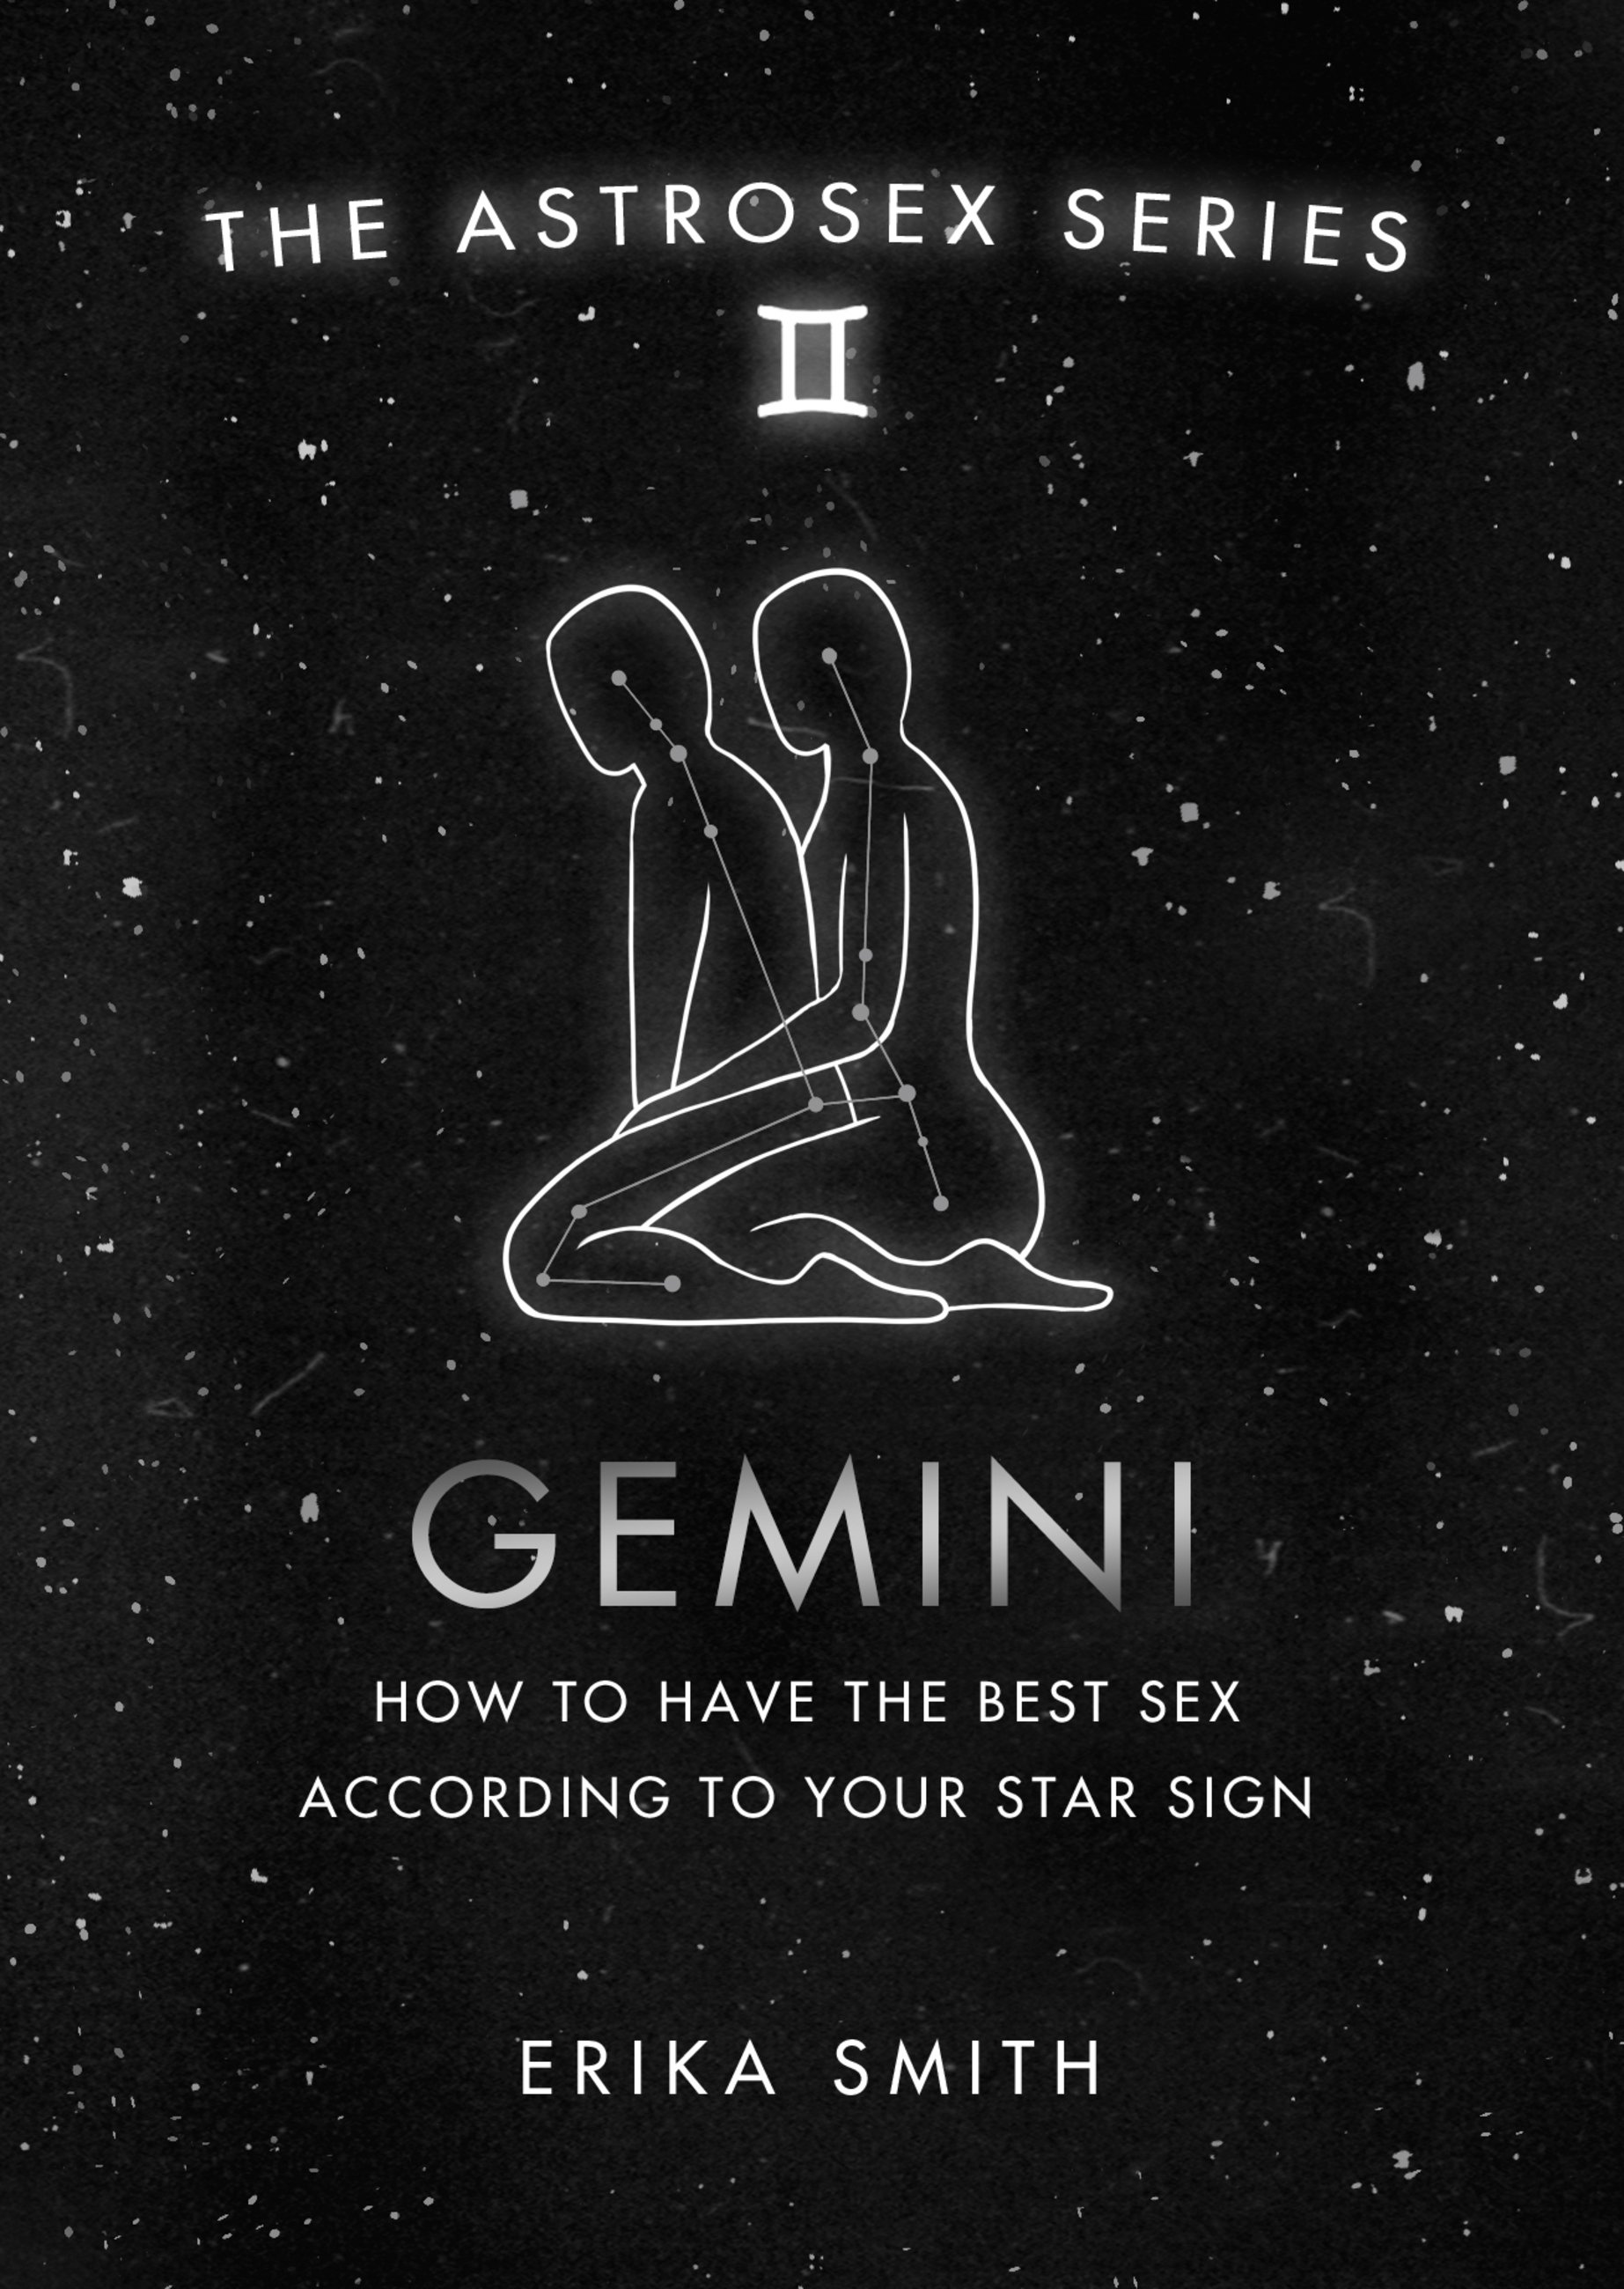 THE ASTROSEX SERIES
♊
GEMINI
HOW TO HAVE THE BEST SEX
ACCORDING TO YOUR STAR SIGN
ERIKA SMITH